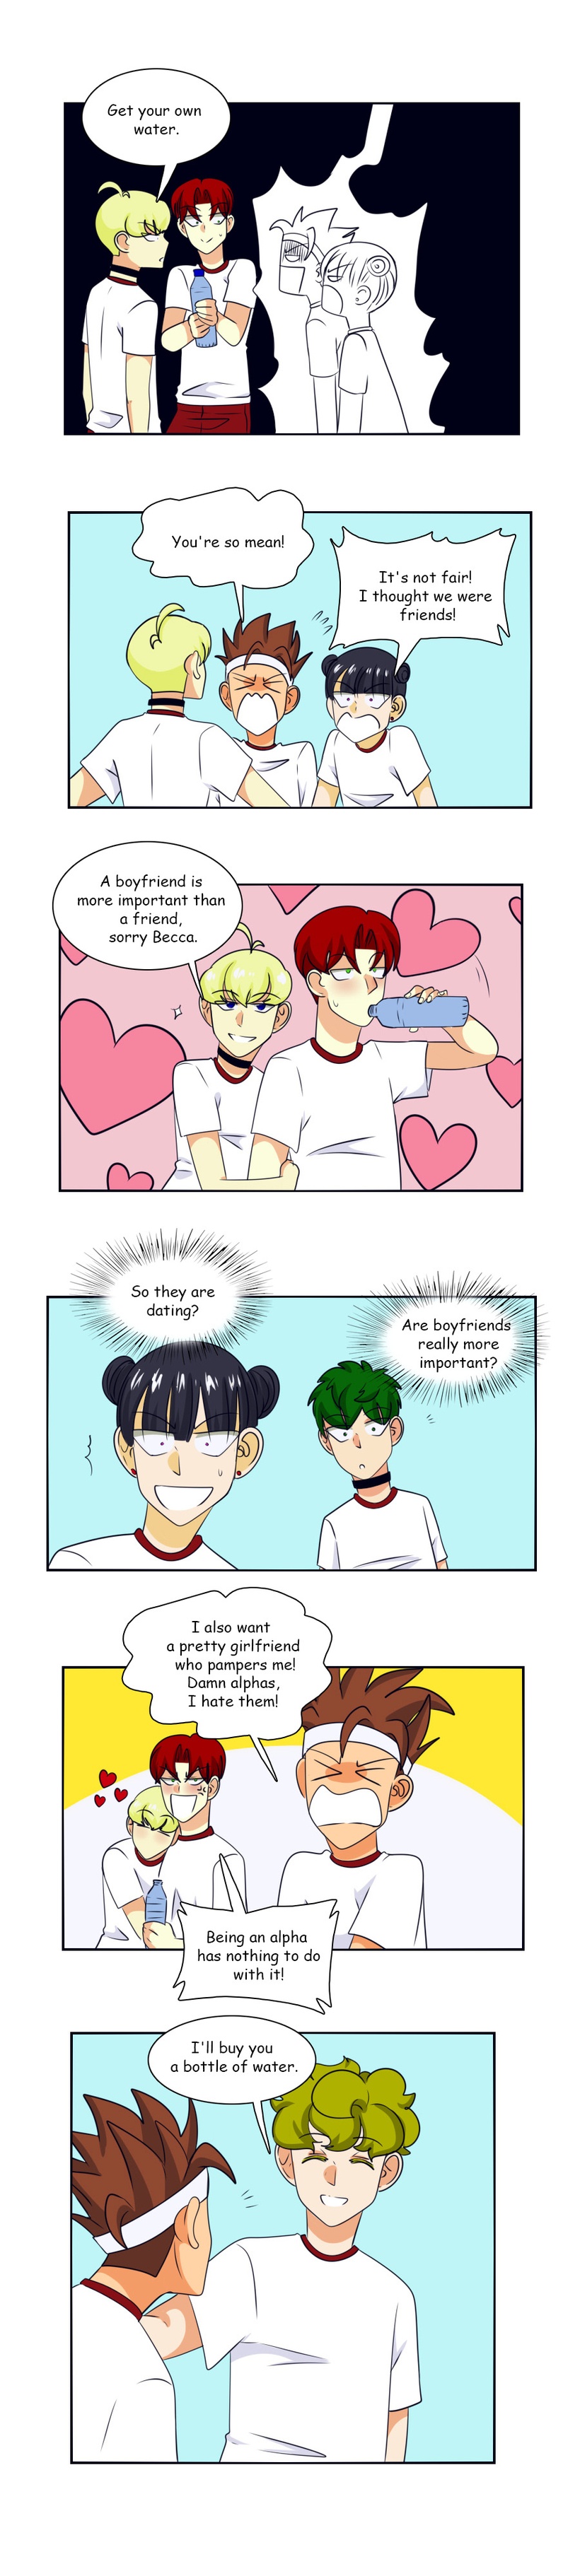 Get your own
water.
You're so mean!
It's not fair!
I thought we were
friends!
A boyfriend is
more important than
a friend,
sorry Becca.
So they are
dating?
Are boyfriends
really more
important?
I also want
a pretty girlfriend
who pampers me!
Damn alphas,
I hate them!
Being an alpha
has nothing to do
with it!
I'll buy you
a bottle of water.